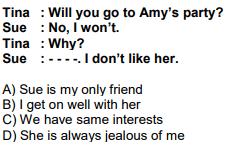 Tina : Will you go to Amy's party?
Sue : No, I won't.
Tina : Why?
Sue : - - - -. I don't like her.
A) Sue is my only friend
B) I get on well with her
C) We have same interests
D) She is always jealous of me